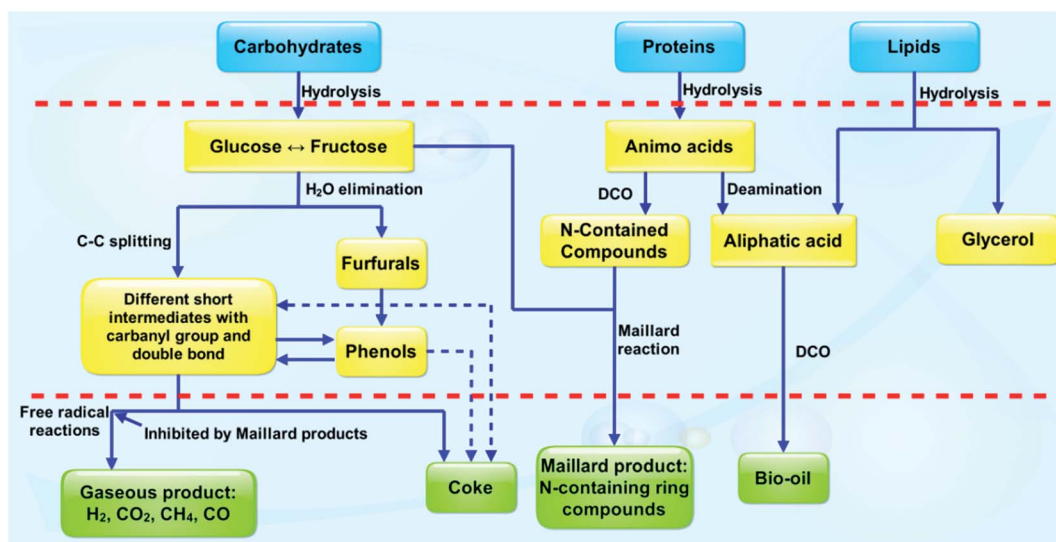 Carbohydrates
Proteins
Lipids
Hydrolysis
Hydrolysis
Hydrolysis
Glucose ↔ Fructose
Animo acids
H₂O elimination
DCO
Deamination
C-C splitting
N-Contained
Compounds
Aliphatic acid
Glycerol
Furfurals
Different short
intermediates with
carbanyl group and
double bond
Phenols
Maillard
reaction
DCO
Free radical
reactions
Inhibited by Maillard products
Gaseous product:
H₂, CO₂, CH₄, CO
Coke
Maillard product:
N-containing ring
compounds
Bio-oil